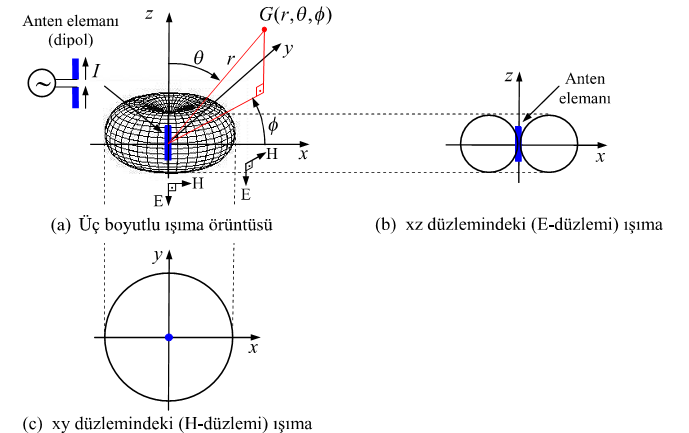 Anten elemanı
(dipol)
I
z
G(r,θ,ϕ)
θ
r
y
ϕ
x
H
E
H
E
(a) Üç boyutlu ışıma örüntüsü
z
Anten
elemanı
x
(b) xz düzlemindeki (E-düzlemi) ışıma
y
x
(c) xy düzlemindeki (H-düzlemi) ışıma